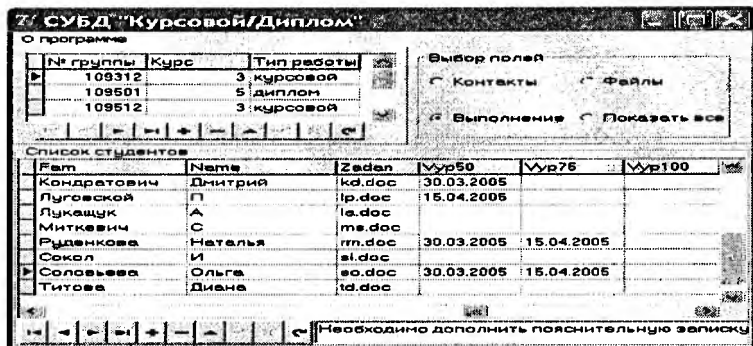 СУБД "Курсовой/Диплом"
О программе
№ группы Курс Тип работы
109312 3 курсовой
109501 5 диплом
109512 3 курсовой
Выбор полей
Контакты Файлы
Выполнение Показать все
Список студентов
Fam Name Zadan Vyp50 Vyp75 Vyp100
Кондратович Дмитрий kd.doc 30.03.2005
Луговской П lp.doc 15.04.2005
Лукащук А la.doc
Миткевич С ms.doc
Руденкова Наталья rrn.doc 30.03.2005 15.04.2005
Сокол И si.doc
Соловьева Ольга so.doc 30.03.2005 15.04.2005
Титова Диана td.doc
Необходимо дополнить пояснительную записку